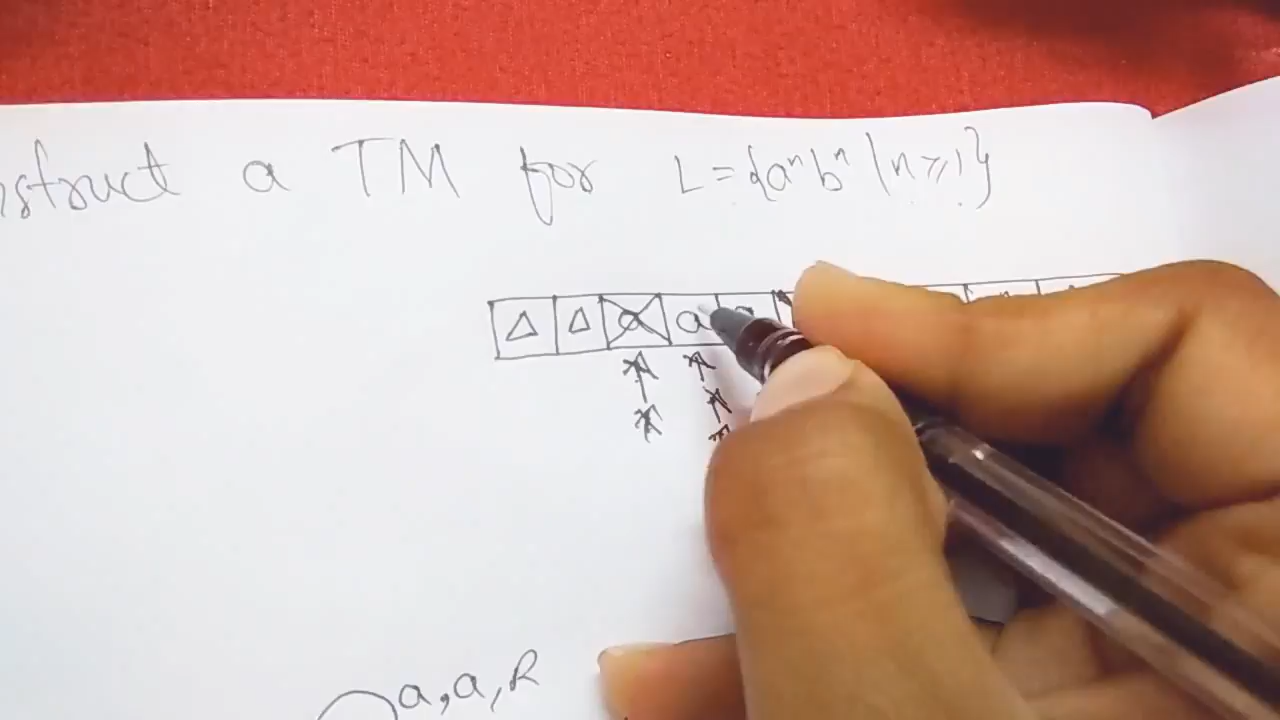 nstruct a TM for L = {aⁿbⁿ | n ≥ 1}
Δ Δ a a a
a, a, R